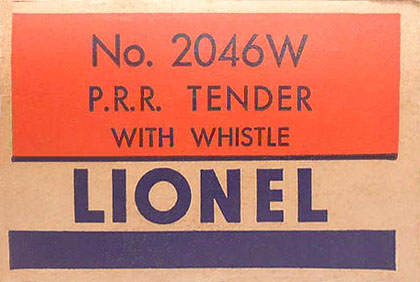 No. 2046W
P.R.R. TENDER
WITH WHISTLE
LIONEL